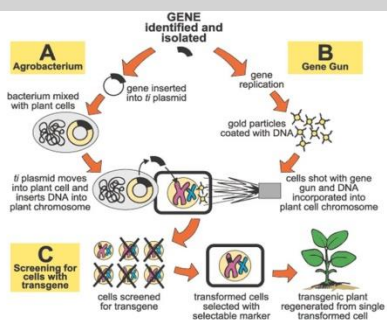 GENE
identified and
isolated
A
Agrobacterium
B
Gene Gun
gene inserted
into ti plasmid
gene
replication
bacterium mixed
with plant cells
gold particles
coated with DNA
ti plasmid moves
into plant cell and
inserts DNA into
plant chromosome
cells shot with gene
gun and DNA
incorporated into
plant cell chromosome
C
Screening for
cells with
transgene
cells screened
for transgene
transformed cells
selected with
selectable marker
transgenic plant
regenerated from single
transformed cell